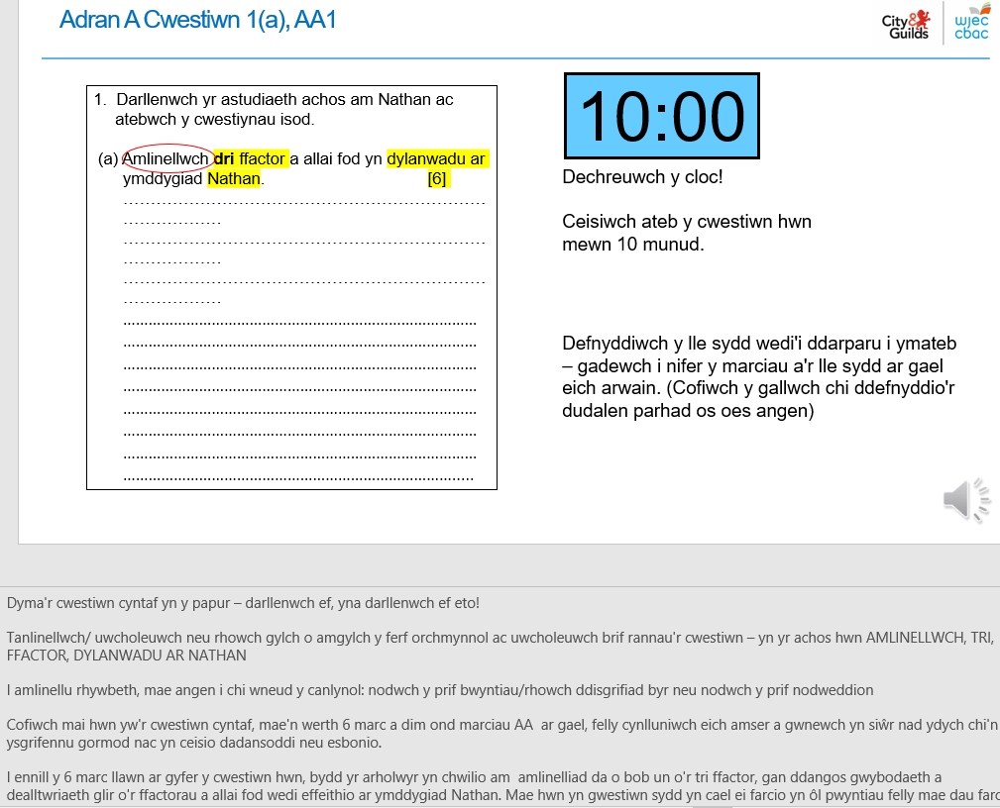 Adran A Cwestiwn 1(a), AA1
City&
Guilds
wjec
cbac
1. Darllenwch yr astudiaeth achos am Nathan ac
atebwch y cwestiynau isod.
(a) Amlinellwch dri ffactor a allai fod yn dylanwadu ar
ymddygiad Nathan. [6]
10:00
Dechreuwch y cloc!
Ceisiwch ateb y cwestiwn hwn
mewn 10 munud.
Defnyddiwch y lle sydd wedi'i ddarparu i ymateb
– gadewch i nifer y marciau a'r lle sydd ar gael
eich arwain. (Cofiwch y gallwch chi ddefnyddio'r
dudalen parhad os oes angen)
Dyma'r cwestiwn cyntaf yn y papur – darllenwch ef, yna darllenwch ef eto!
Tanlinellwch/ uwcholeuwch neu rhowch gylch o amgylch y ferf orchmynnol ac uwcholeuwch brif rannau'r cwestiwn – yn yr achos hwn AMLINELLWCH, TRI,
FFACTOR, DYLANWADU AR NATHAN
I amlinellu rhywbeth, mae angen i chi wneud y canlynol: nodwch y prif bwyntiau/rhowch ddisgrifiad byr neu nodwch y prif nodweddion
Cofiwch mai hwn yw'r cwestiwn cyntaf, mae'n werth 6 marc a dim ond marciau AA ar gael, felly cynlluniwch eich amser a gwnewch yn siŵr nad ydych chi'n
ysgrifennu gormod nac yn ceisio dadansoddi neu esbonio.
I ennill y 6 marc llawn ar gyfer y cwestiwn hwn, bydd yr arholwyr yn chwilio am amlinelliad da o bob un o'r tri ffactor, gan ddangos gwybodaeth a
dealltwriaeth glir o'r ffactorau a allai fod wedi effeithio ar ymddygiad Nathan. Mae hwn yn gwestiwn sydd yn cael ei farcio yn ôl pwyntiau felly mae dau